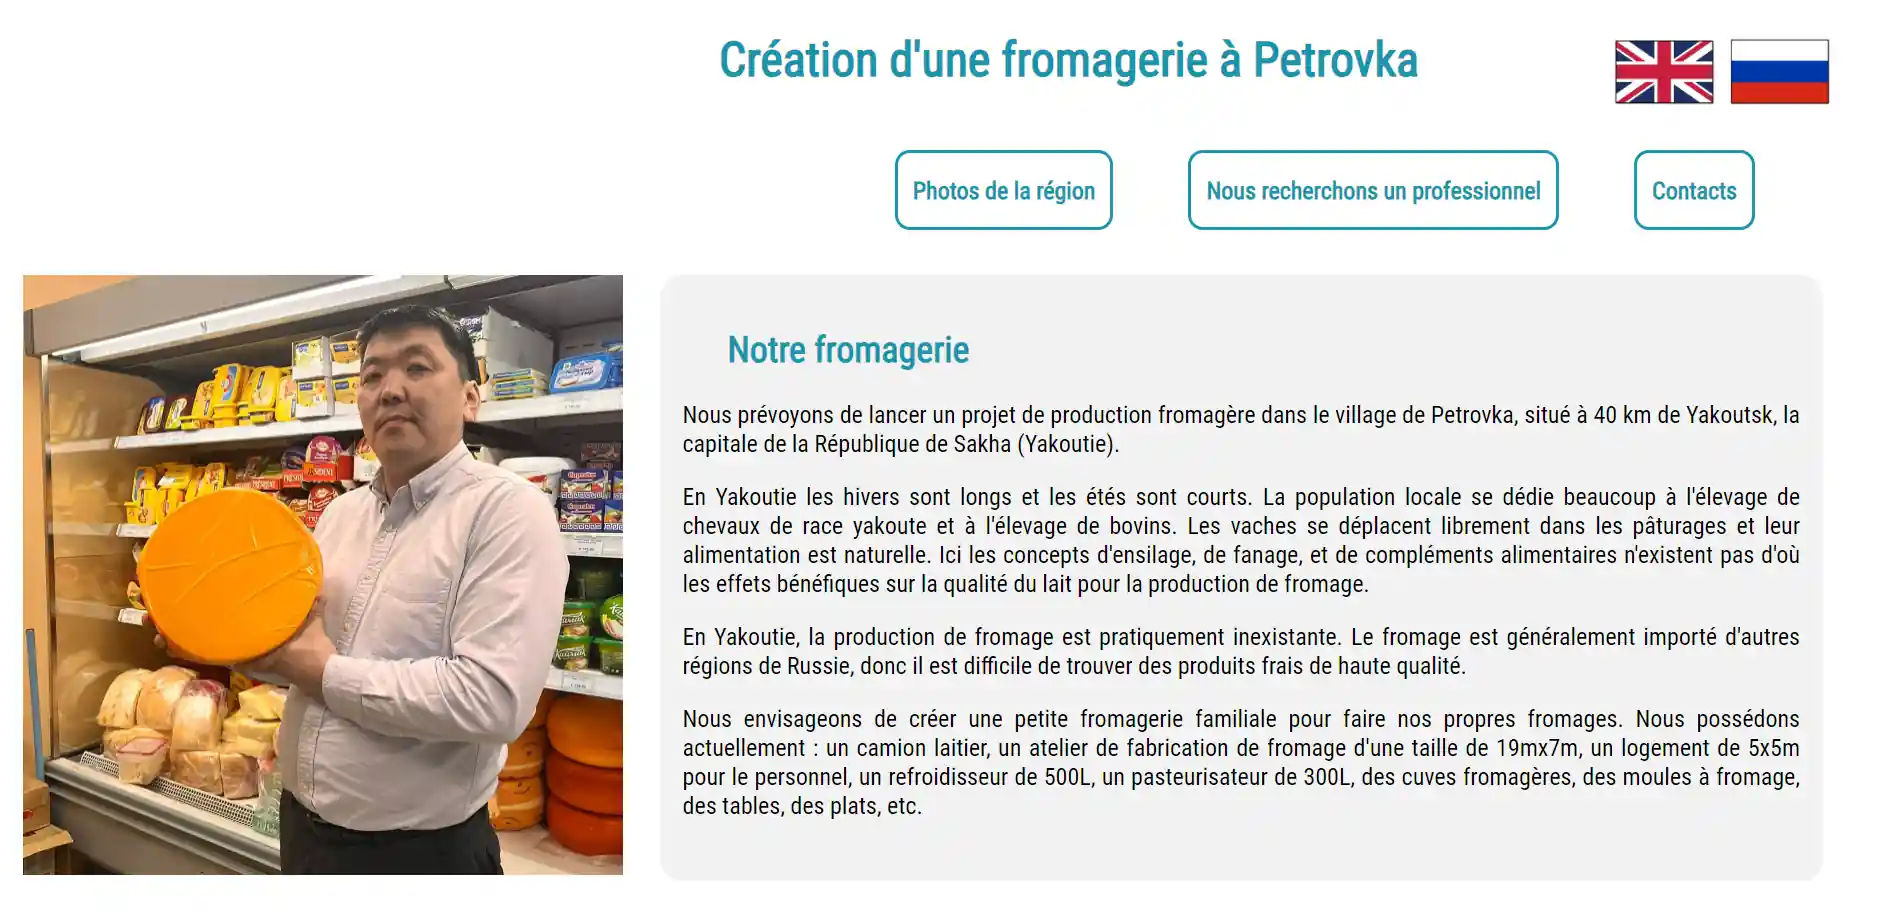 Création d'une fromagerie à Petrovka
Photos de la région
Nous recherchons un professionnel
Contacts
Notre fromagerie
Nous prévoyons de lancer un projet de production fromagère dans le village de Petrovka, situé à 40 km de Yakoutsk, la
capitale de la République de Sakha (Yakoutie).
En Yakoutie les hivers sont longs et les étés sont courts. La population locale se dédie beaucoup à l'élevage de
chevaux de race yakoute et à l'élevage de bovins. Les vaches se déplacent librement dans les pâturages et leur
alimentation est naturelle. Ici les concepts d'ensilage, de fanage, et de compléments alimentaires n'existent pas d'où
les effets bénéfiques sur la qualité du lait pour la production de fromage.
En Yakoutie, la production de fromage est pratiquement inexistante. Le fromage est généralement importé d'autres
régions de Russie, donc il est difficile de trouver des produits frais de haute qualité.
Nous envisageons de créer une petite fromagerie familiale pour faire nos propres fromages. Nous possédons
actuellement : un camion laitier, un atelier de fabrication de fromage d'une taille de 19mx7m, un logement de 5x5m
pour le personnel, un refroidisseur de 500L, un pasteurisateur de 300L, des cuves fromagères, des moules à fromage,
des tables, des plats, etc.